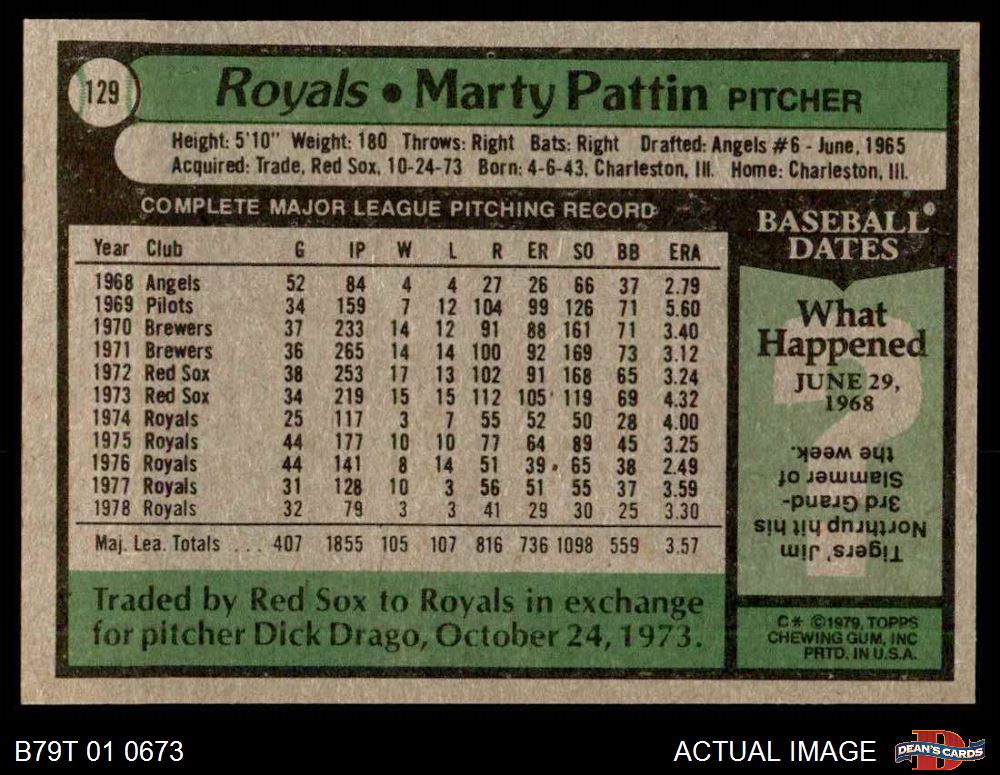 129
Royals • Marty Pattin PITCHER
Height: 5'10" Weight: 180 Throws: Right Bats: Right Drafted: Angels #6 - June, 1965
Acquired: Trade, Red Sox, 10-24-73 Born: 4-6-43, Charleston, Ill. Home: Charleston, Ill.
COMPLETE MAJOR LEAGUE PITCHING RECORD
Year Club G IP W L R ER SO BB ERA
1968 Angels 52 84 4 4 27 26 66 37 2.79
1969 Pilots 34 159 7 12 104 99 126 71 5.60
1970 Brewers 37 233 14 12 91 88 161 71 3.40
1971 Brewers 36 265 14 14 100 92 169 73 3.12
1972 Red Sox 38 253 17 13 102 91 168 65 3.24
1973 Red Sox 34 219 15 15 112 105 119 69 4.32
1974 Royals 25 117 3 7 55 52 50 28 4.00
1975 Royals 44 177 10 10 77 64 89 45 3.25
1976 Royals 44 141 8 14 51 39 65 38 2.49
1977 Royals 31 128 10 3 56 51 55 37 3.59
1978 Royals 32 79 3 3 41 29 30 25 3.30
Maj. Lea. Totals ... 407 1855 105 107 816 736 1098 559 3.57
Traded by Red Sox to Royals in exchange
for pitcher Dick Drago, October 24, 1973.
BASEBALL
DATES
What
Happened
JUNE 29,
1968
?
Tigers' Jim
Northrup hit his
3rd Grand-
Slammer of
the week.
C* ©1979, TOPPS
CHEWING GUM, INC
PRTD. IN U.S.A.
B79T 01 0673
ACTUAL IMAGE
DEAN'S CARDS